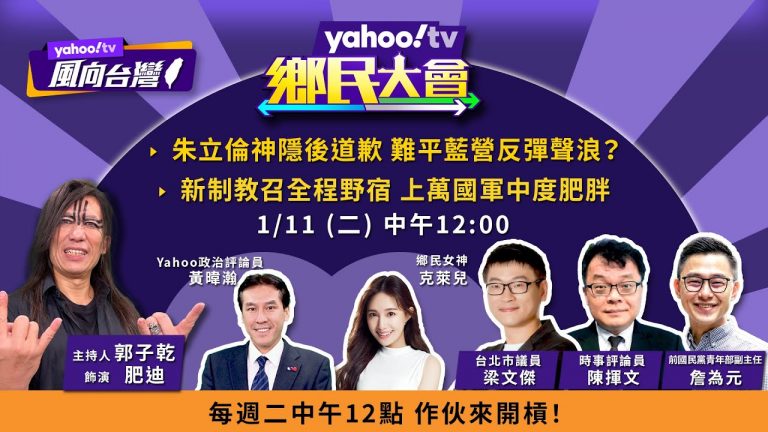 yahoo!tv
風向台灣
yahoo!tv
鄉民大會
朱立倫神隱後道歉 難平藍營反彈聲浪？
新制教召全程野宿 上萬國軍中度肥胖
1/11 (二) 中午12:00
Yahoo政治評論員
黃暐瀚
鄉民女神
克萊兒
主持人 郭子乾
飾演 肥迪
台北市議員
梁文傑
時事評論員
陳揮文
前國民黨青年部副主任
詹為元
每週二中午12點 作伙來開槓！